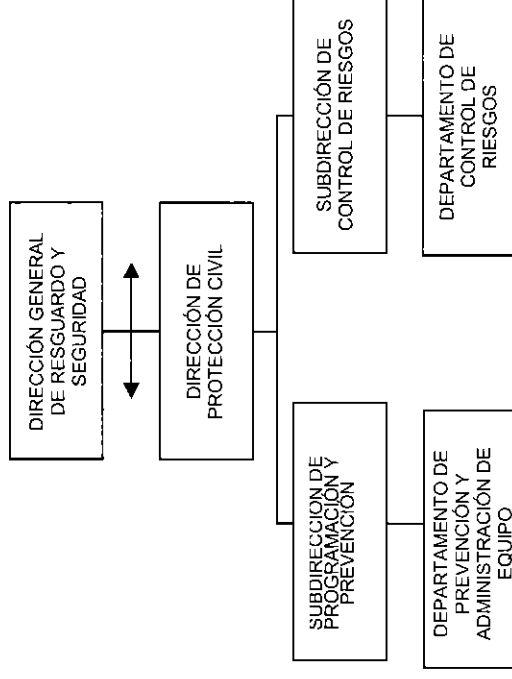 DIRECCIÓN GENERAL
DE RESGUARDO Y
SEGURIDAD
DIRECCIÓN DE
PROTECCIÓN CIVIL
SUBDIRECCION DE
PROGRAMACIÓN Y
PREVENCIÓN
SUBDIRECCIÓN DE
CONTROL DE RIESGOS
DEPARTAMENTO DE
PREVENCIÓN Y
ADMINISTRACIÓN DE
EQUIPO
DEPARTAMENTO DE
CONTROL DE
RIESGOS